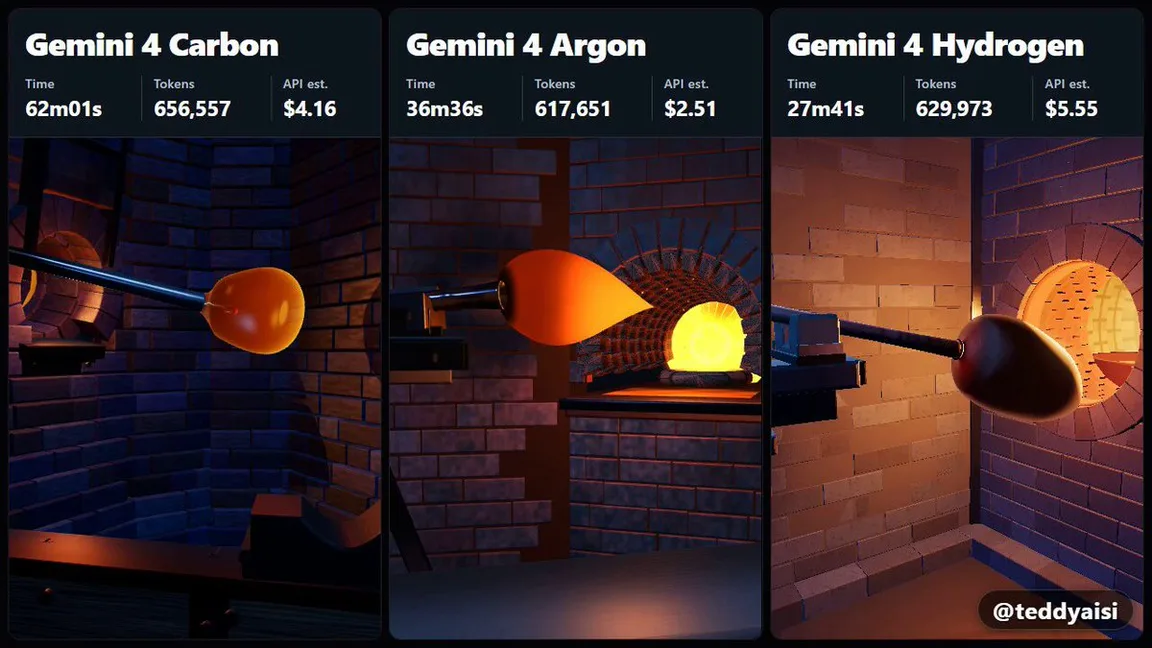 Gemini 4 Carbon
Time Tokens API est.
62m01s 656,557 $4.16
Gemini 4 Argon
Time Tokens API est.
36m36s 617,651 $2.51
Gemini 4 Hydrogen
Time Tokens API est.
27m41s 629,973 $5.55
@teddyaisi